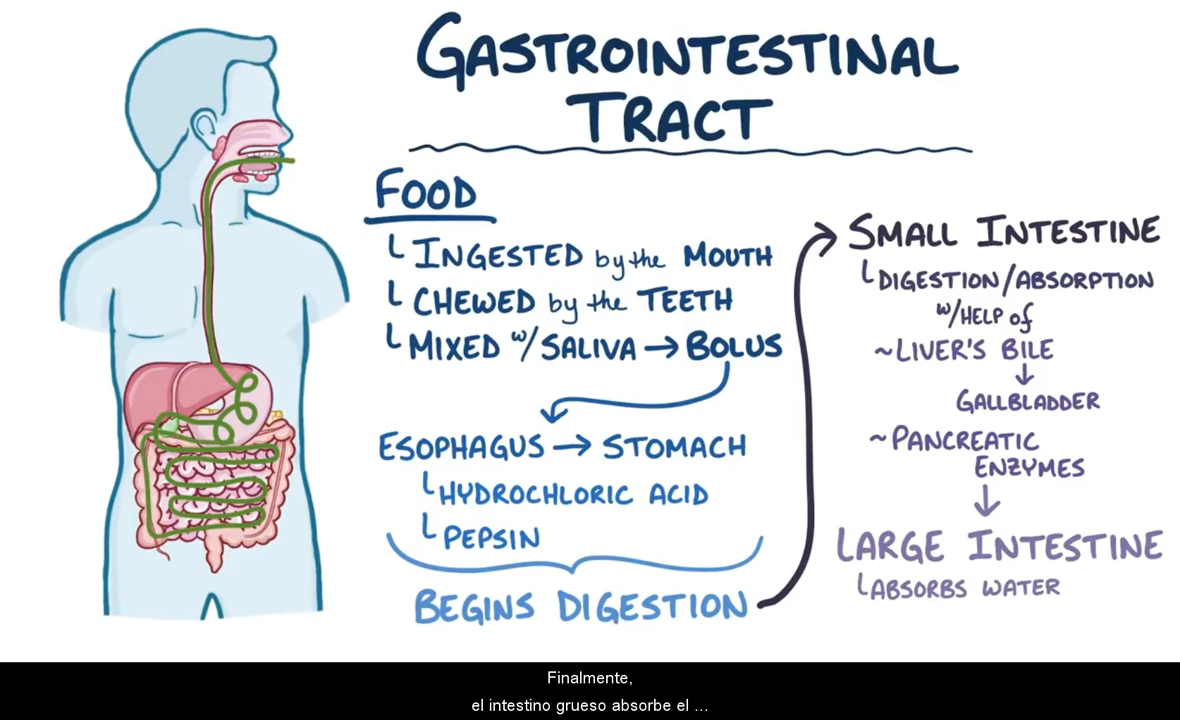 GASTROINTESTINAL
TRACT
FOOD
INGESTED by the MOUTH
CHEWED by the TEETH
MIXED w/SALIVA → BOLUS
ESOPHAGUS → STOMACH
HYDROCHLORIC ACID
PEPSIN
BEGINS DIGESTION
SMALL INTESTINE
DIGESTION/ABSORPTION
w/HELP of
~LIVER'S BILE
GALLBLADDER
~PANCREATIC
ENZYMES
LARGE INTESTINE
ABSORBS WATER
Finalmente,
el intestino grueso absorbe el ...